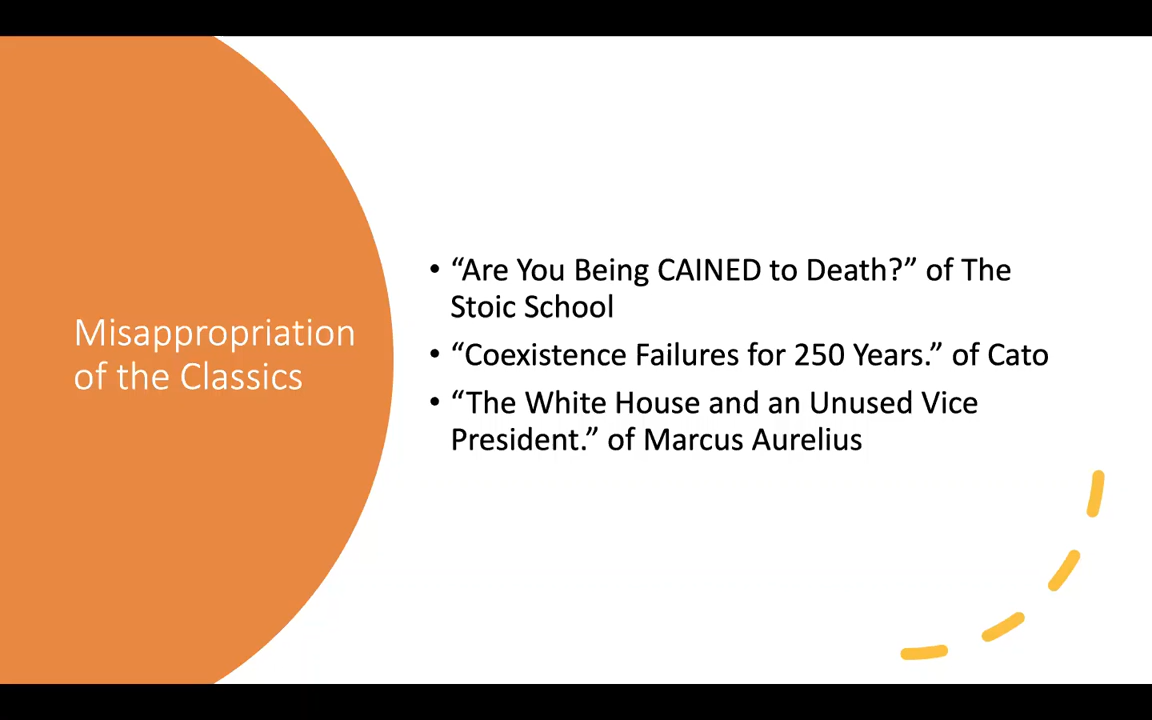 Misappropriation
of the Classics
• “Are You Being CAINED to Death?” of The
Stoic School
• “Coexistence Failures for 250 Years.” of Cato
• “The White House and an Unused Vice
President.” of Marcus Aurelius